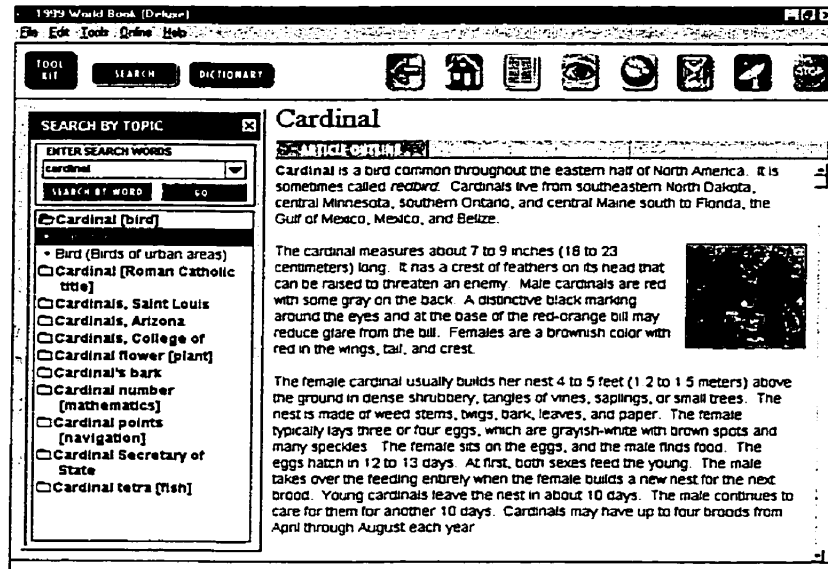 1999 World Book (Deluxe)
File Edit Tools Online Help
TOOL
KIT
SEARCH
DICTIONARY
STOP
SEARCH BY TOPIC
ENTER SEARCH WORDS
cardinal
SEARCH BY WORD
GO
Cardinal [bird]
• Bird (Birds of urban areas)
Cardinal [Roman Catholic
title]
Cardinals, Saint Louis
Cardinals, Arizona
Cardinals, College of
Cardinal flower [plant]
Cardinal's bark
Cardinal number
[mathematics]
Cardinal points
[navigation]
Cardinal Secretary of
State
Cardinal tetra [fish]
Cardinal
ARTICLE OUTLINE
Cardinal is a bird common throughout the eastern half of North America. It is
sometimes called redbird. Cardinals live from southeastern North Dakota,
central Minnesota, southern Ontario, and central Maine south to Florida, the
Gulf of Mexico, Mexico, and Belize.
The cardinal measures about 7 to 9 inches (18 to 23
centimeters) long. It has a crest of feathers on its head that
can be raised to threaten an enemy. Male cardinals are red
with some gray on the back. A distinctive black marking
around the eyes and at the base of the red-orange bill may
reduce glare from the bill. Females are a brownish color with
red in the wings, tail, and crest.
The female cardinal usually builds her nest 4 to 5 feet (1.2 to 1.5 meters) above
the ground in dense shrubbery, tangles of vines, saplings, or small trees. The
nest is made of weed stems, twigs, bark, leaves, and paper. The female
typically lays three or four eggs, which are grayish-white with brown spots and
many speckles. The female sits on the eggs, and the male finds food. The
eggs hatch in 12 to 13 days. At first, both sexes feed the young. The male
takes over the feeding entirely when the female builds a new nest for the next
brood. Young cardinals leave the nest in about 10 days. The male continues to
care for them for another 10 days. Cardinals may have up to four broods from
April through August each year